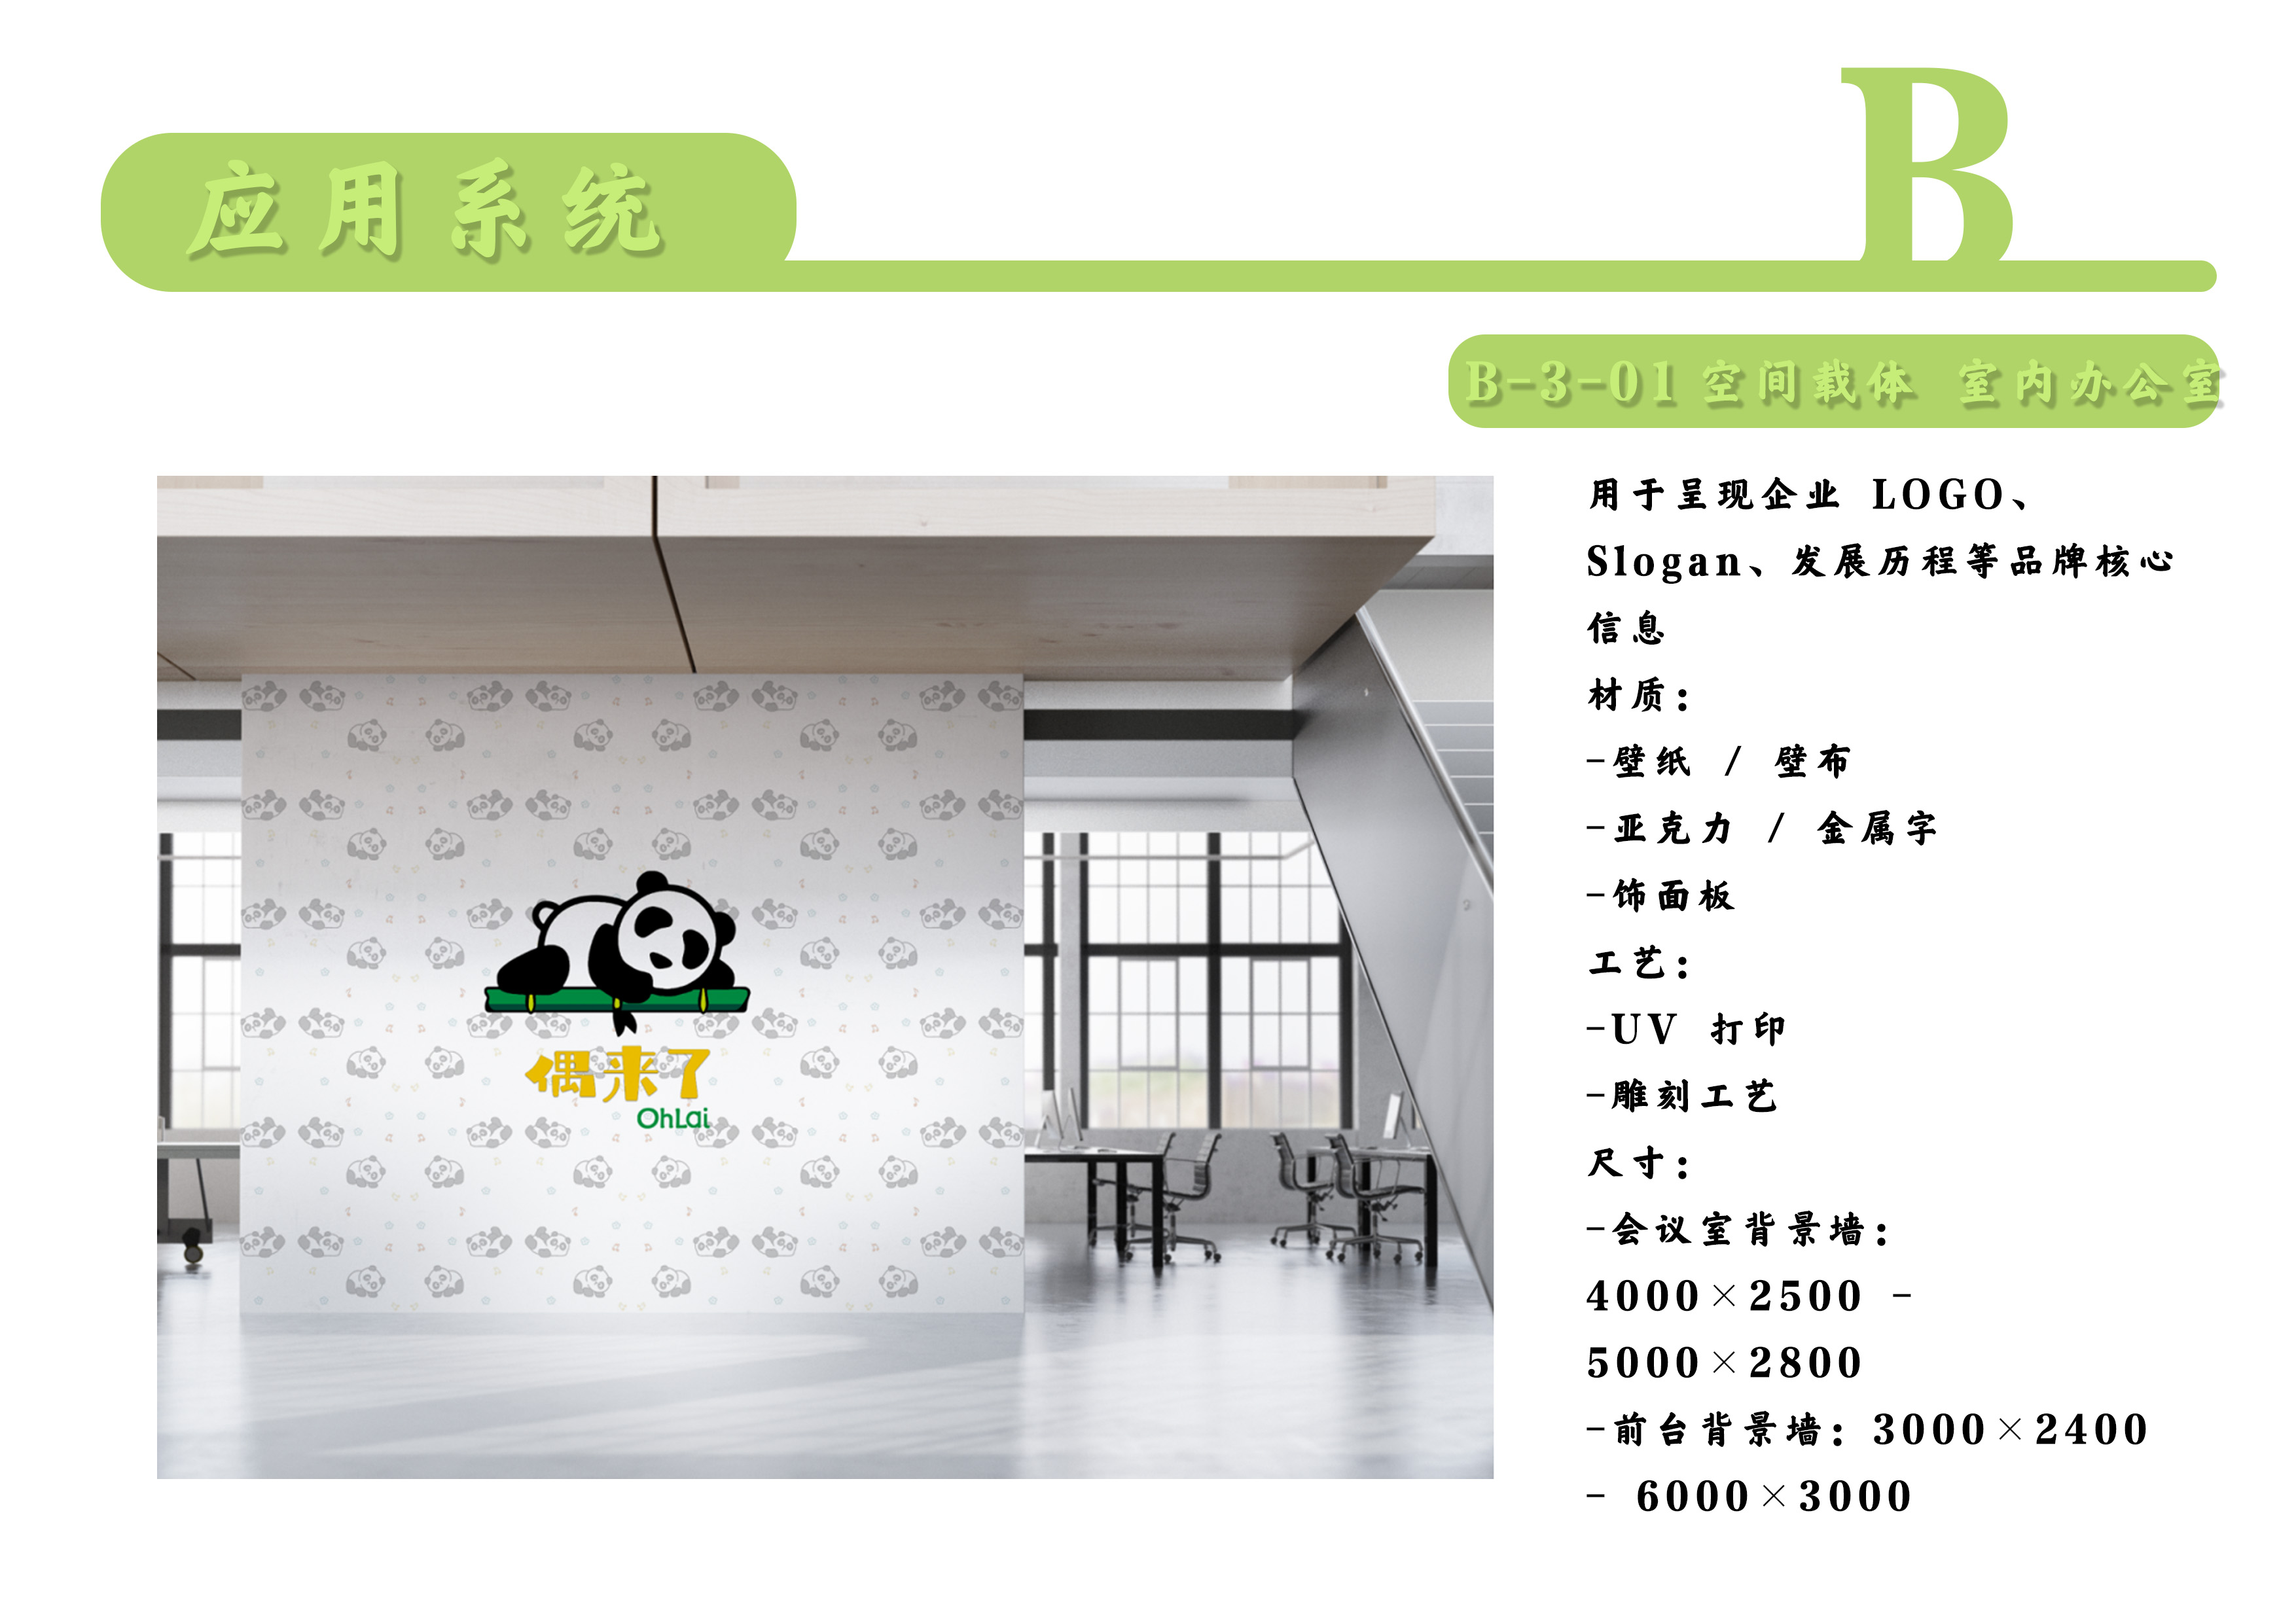 应用系统
B
B-3-01 空间载体 室内办公室
用于呈现企业 LOGO、
Slogan、发展历程等品牌核心
信息
材质：
-壁纸 / 壁布
-亚克力 / 金属字
-饰面板
工艺：
-UV 打印
-雕刻工艺
尺寸：
-会议室背景墙：
4000×2500 -
5000×2800
-前台背景墙：3000×2400
- 6000×3000
偶来了
OhLai